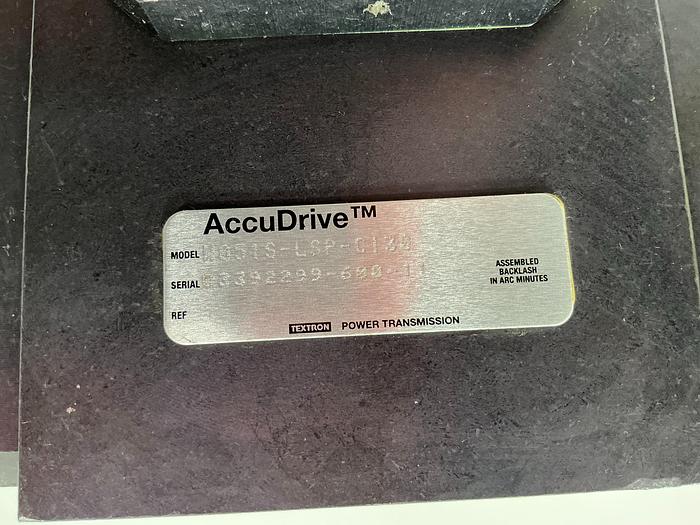 AccuDrive™
MODEL
SERIAL
REF
ASSEMBLED
BACKLASH
IN ARC MINUTES
TEXTRON POWER TRANSMISSION